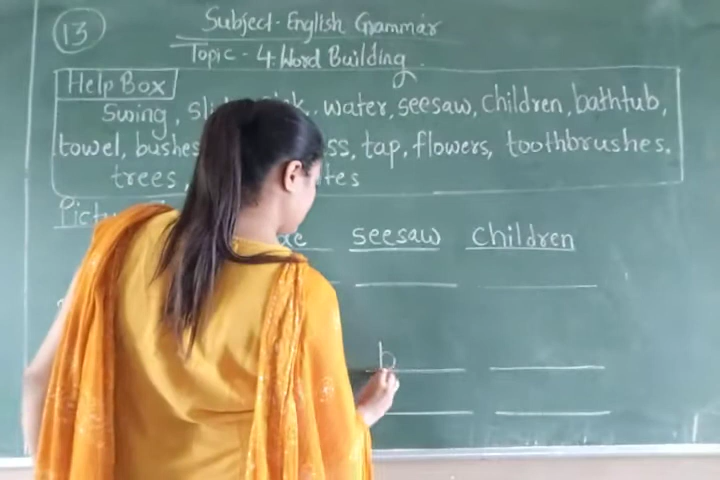 13
Subject - English Grammar
Topic - 4. Word Building.
Help Box
Swing, water, seesaw, children, bathtub,
towel, bushes tap, flowers, toothbrushes.
trees,
seesaw children
b